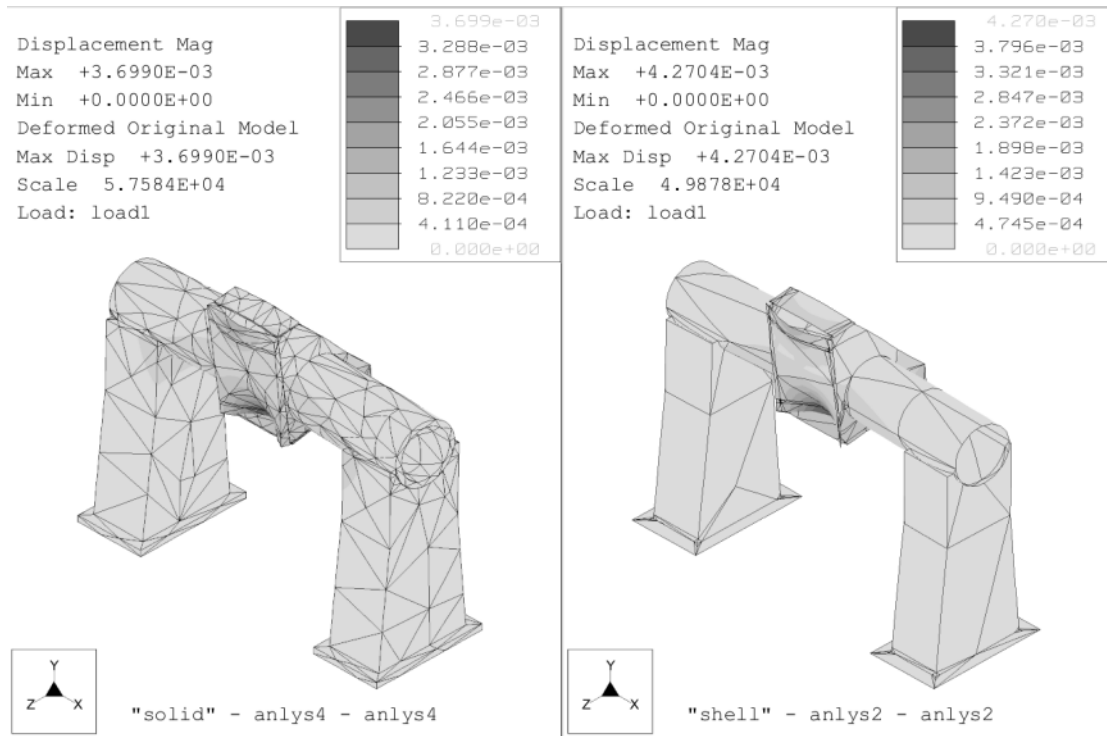 Displacement Mag
Max +3.6990E-03
Min +0.0000E+00
Deformed Original Model
Max Disp +3.6990E-03
Scale 5.7584E+04
Load: load1
3.699e-03
3.288e-03
2.877e-03
2.466e-03
2.055e-03
1.644e-03
1.233e-03
8.220e-04
4.110e-04
0.000e+00
Y
Z
X
"solid" - anlys4 - anlys4
Displacement Mag
Max +4.2704E-03
Min +0.0000E+00
Deformed Original Model
Max Disp +4.2704E-03
Scale 4.9878E+04
Load: load1
4.270e-03
3.796e-03
3.321e-03
2.847e-03
2.372e-03
1.898e-03
1.423e-03
9.490e-04
4.745e-04
0.000e+00
Y
Z
X
"shell" - anlys2 - anlys2